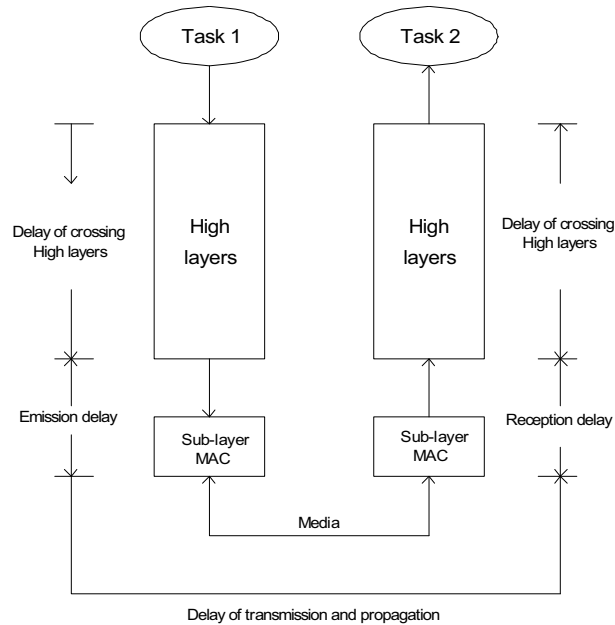 Task 1
Task 2
Delay of crossing
High layers
High
layers
High
layers
Delay of crossing
High layers
Emission delay
Sub-layer
MAC
Sub-layer
MAC
Reception delay
Media
Delay of transmission and propagation